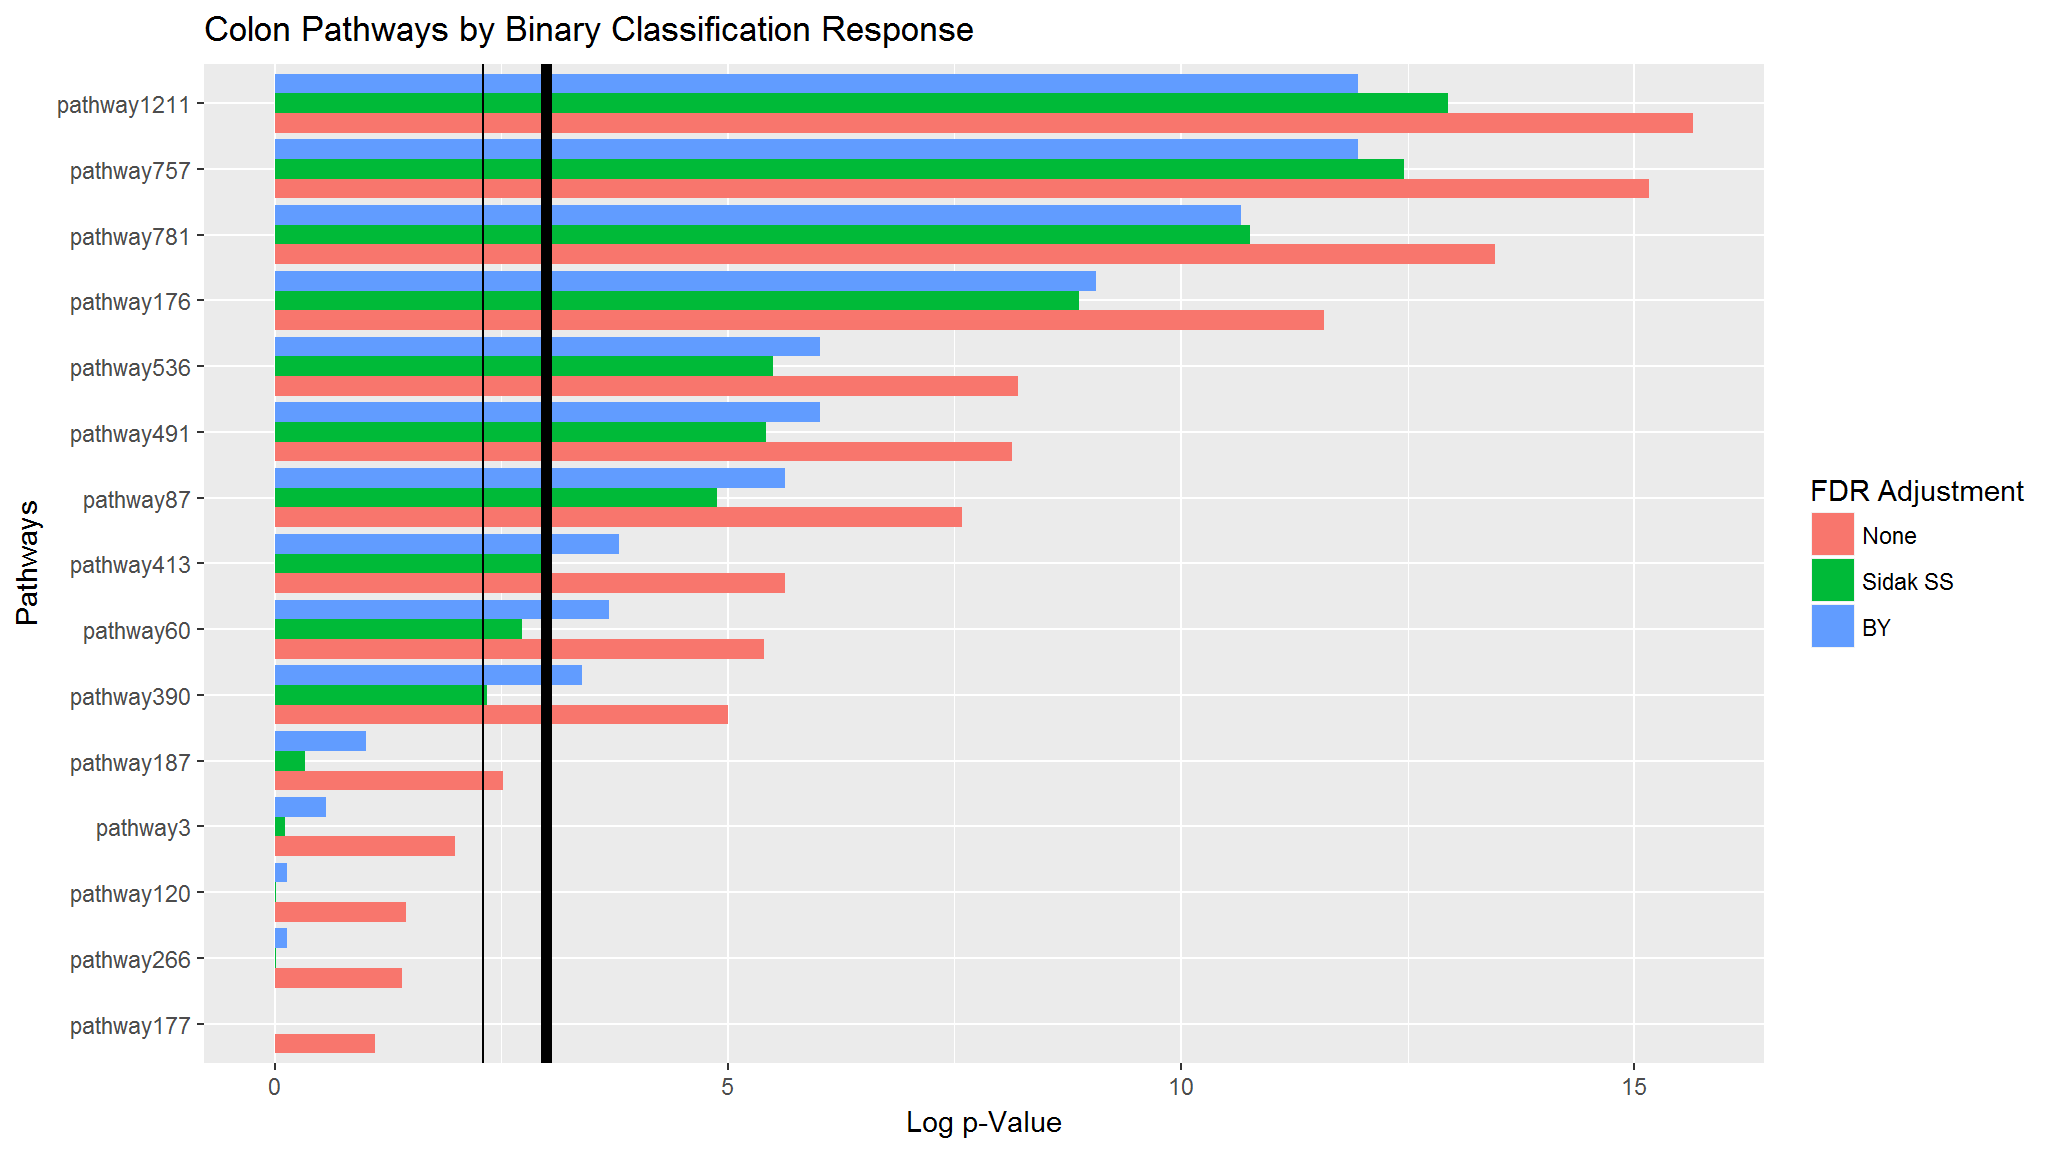 Colon Pathways by Binary Classification Response
pathway1211
pathway757
pathway781
pathway176
pathway536
pathway491
pathway87
pathway413
pathway60
pathway390
pathway187
pathway3
pathway120
pathway266
pathway177
Pathways
0 5 10 15
Log p-Value
FDR Adjustment
None
Sidak SS
BY